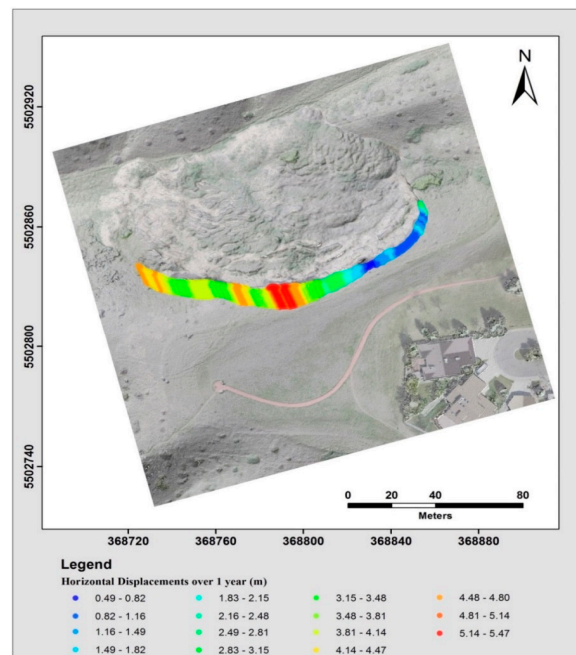 N
5502920
5502860
5502800
5502740
0 20 40 80
Meters
368720 368760 368800 368840 368880
Legend
Horizontal Displacements over 1 year (m)
0.49 - 0.82 1.83 - 2.15 3.15 - 3.48 4.48 - 4.80
0.82 - 1.16 2.16 - 2.48 3.48 - 3.81 4.81 - 5.14
1.16 - 1.49 2.49 - 2.81 3.81 - 4.14 5.14 - 5.47
1.49 - 1.82 2.83 - 3.15 4.14 - 4.47